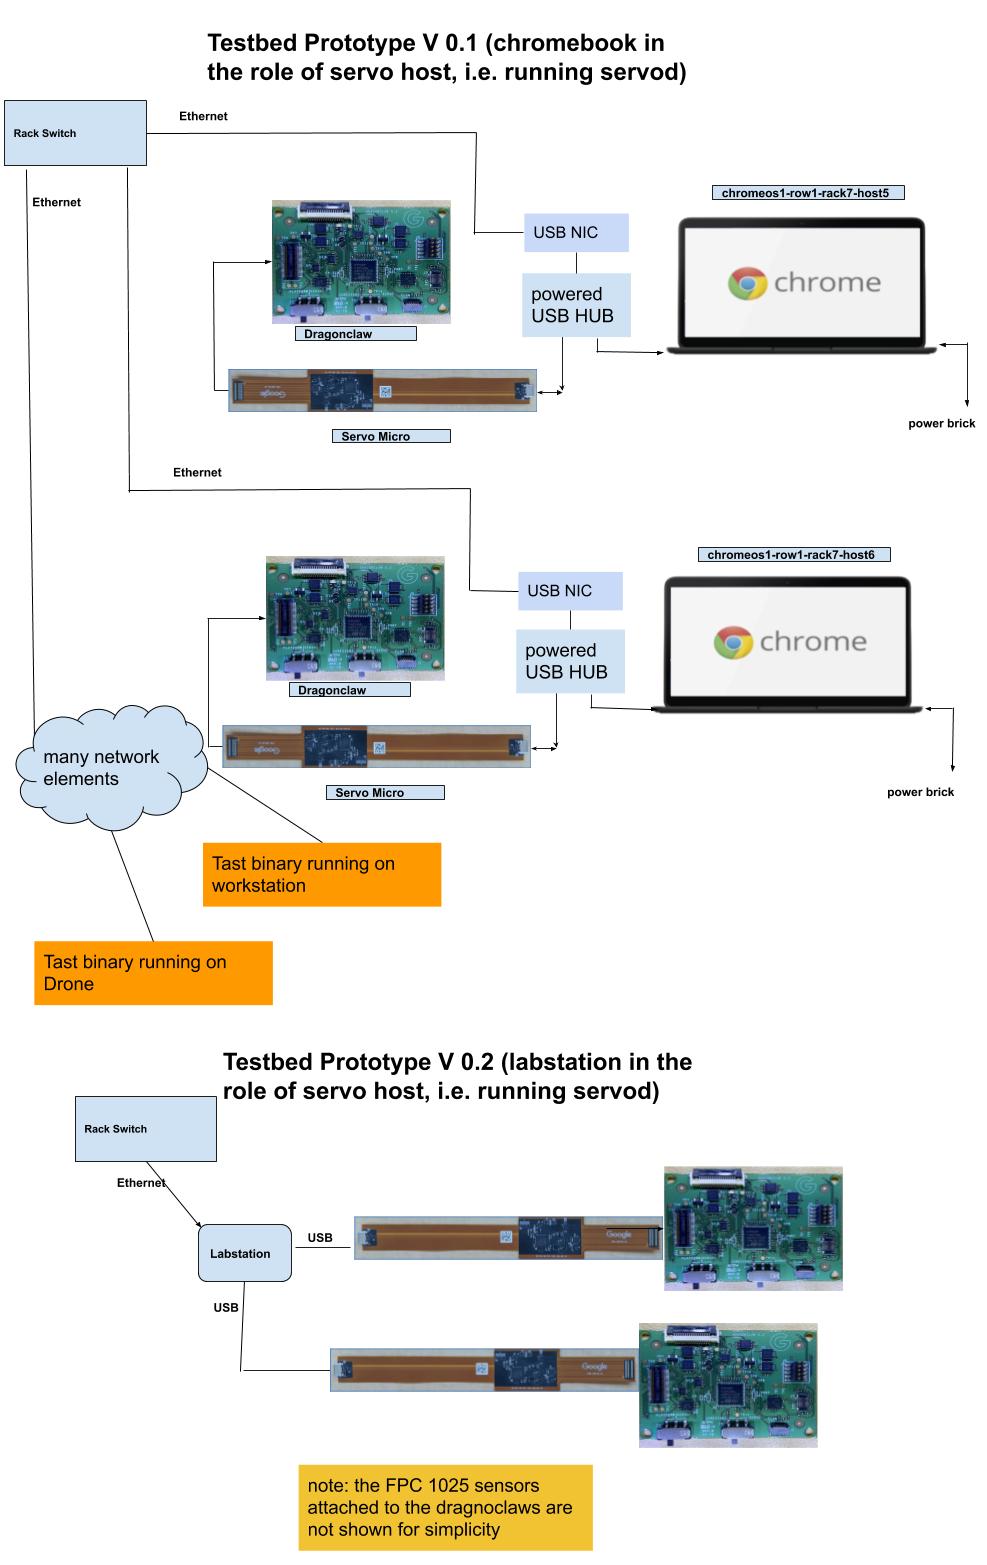 Testbed Prototype V 0.1 (chromebook in
the role of servo host, i.e. running servod)
Rack Switch
Ethernet
Ethernet
chromeos1-row1-rack7-host5
USB NIC
powered
USB HUB
chrome
Dragonclaw
Google
Servo Micro
power brick
Ethernet
chromeos1-row1-rack7-host6
USB NIC
powered
USB HUB
chrome
Dragonclaw
Google
Servo Micro
power brick
many network
elements
Tast binary running on
workstation
Tast binary running on
Drone
Testbed Prototype V 0.2 (labstation in the
role of servo host, i.e. running servod)
Rack Switch
Ethernet
Labstation
USB
Google
USB
Google
note: the FPC 1025 sensors
attached to the dragnoclaws are
not shown for simplicity